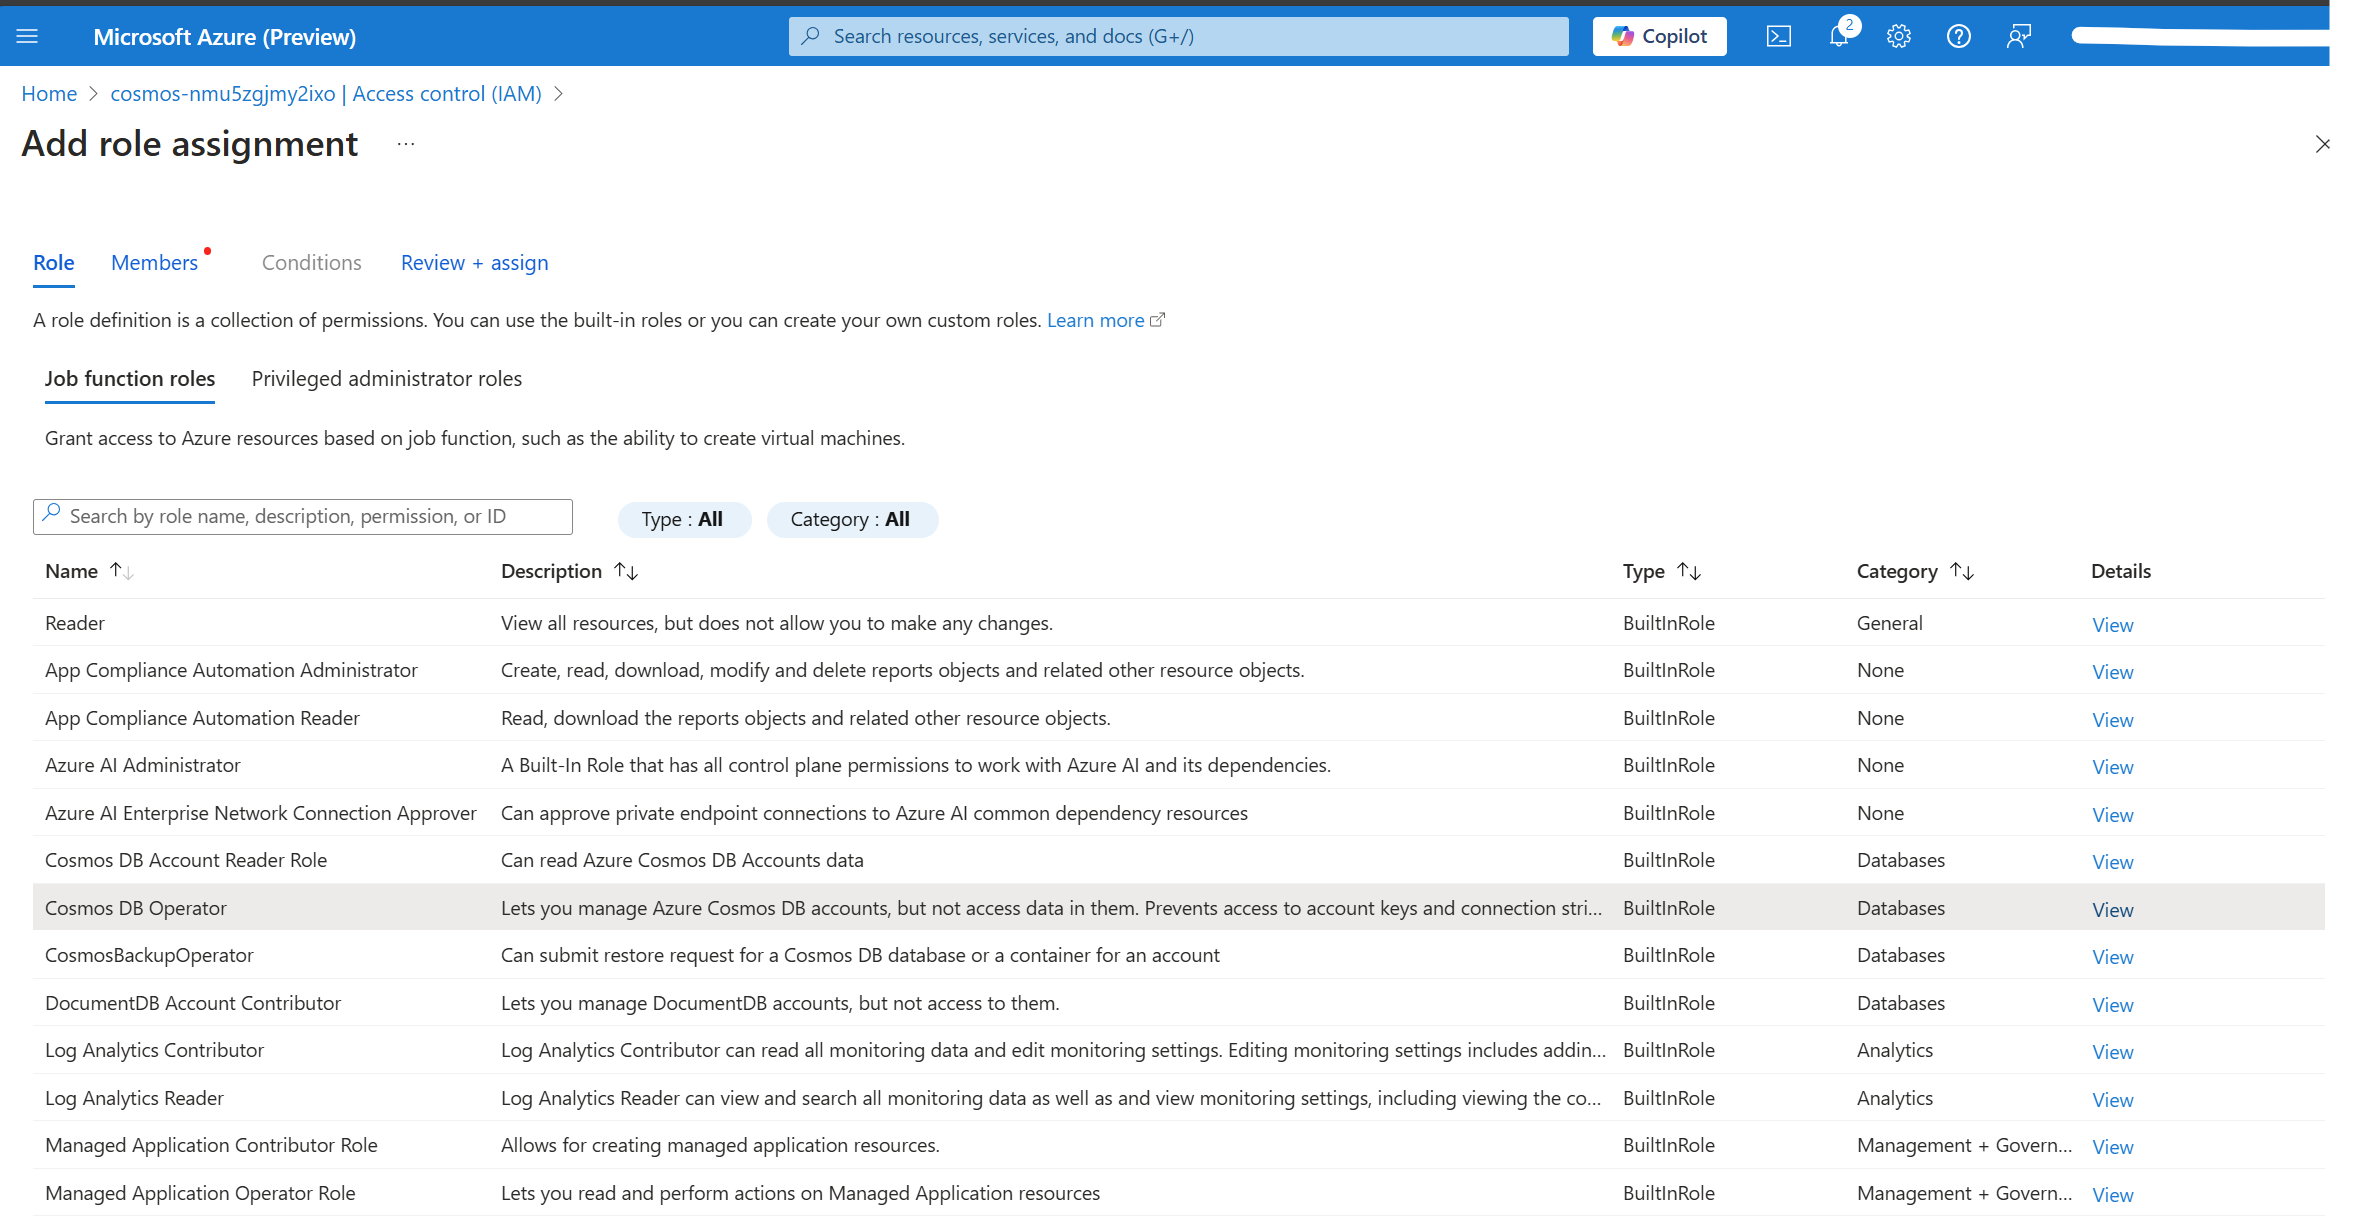 Microsoft Azure (Preview)
Search resources, services, and docs (G+/)
Copilot
2
Home > cosmos-nmu5zgjmy2ixo | Access control (IAM) >
Add role assignment ...
Role Members Conditions Review + assign
A role definition is a collection of permissions. You can use the built-in roles or you can create your own custom roles. Learn more
Job function roles Privileged administrator roles
Grant access to Azure resources based on job function, such as the ability to create virtual machines.
Search by role name, description, permission, or ID Type : All Category : All
Name Description Type Category Details
Reader View all resources, but does not allow you to make any changes. BuiltInRole General View
App Compliance Automation Administrator Create, read, download, modify and delete reports objects and related other resource objects. BuiltInRole None View
App Compliance Automation Reader Read, download the reports objects and related other resource objects. BuiltInRole None View
Azure AI Administrator A Built-In Role that has all control plane permissions to work with Azure AI and its dependencies. BuiltInRole None View
Azure AI Enterprise Network Connection Approver Can approve private endpoint connections to Azure AI common dependency resources BuiltInRole None View
Cosmos DB Account Reader Role Can read Azure Cosmos DB Accounts data BuiltInRole Databases View
Cosmos DB Operator Lets you manage Azure Cosmos DB accounts, but not access data in them. Prevents access to account keys and connection stri... BuiltInRole Databases View
CosmosBackupOperator Can submit restore request for a Cosmos DB database or a container for an account BuiltInRole Databases View
DocumentDB Account Contributor Lets you manage DocumentDB accounts, but not access to them. BuiltInRole Databases View
Log Analytics Contributor Log Analytics Contributor can read all monitoring data and edit monitoring settings. Editing monitoring settings includes addin... BuiltInRole Analytics View
Log Analytics Reader Log Analytics Reader can view and search all monitoring data as well as and view monitoring settings, including viewing the co... BuiltInRole Analytics View
Managed Application Contributor Role Allows for creating managed application resources. BuiltInRole Management + Govern... View
Managed Application Operator Role Lets you read and perform actions on Managed Application resources BuiltInRole Management + Govern... View